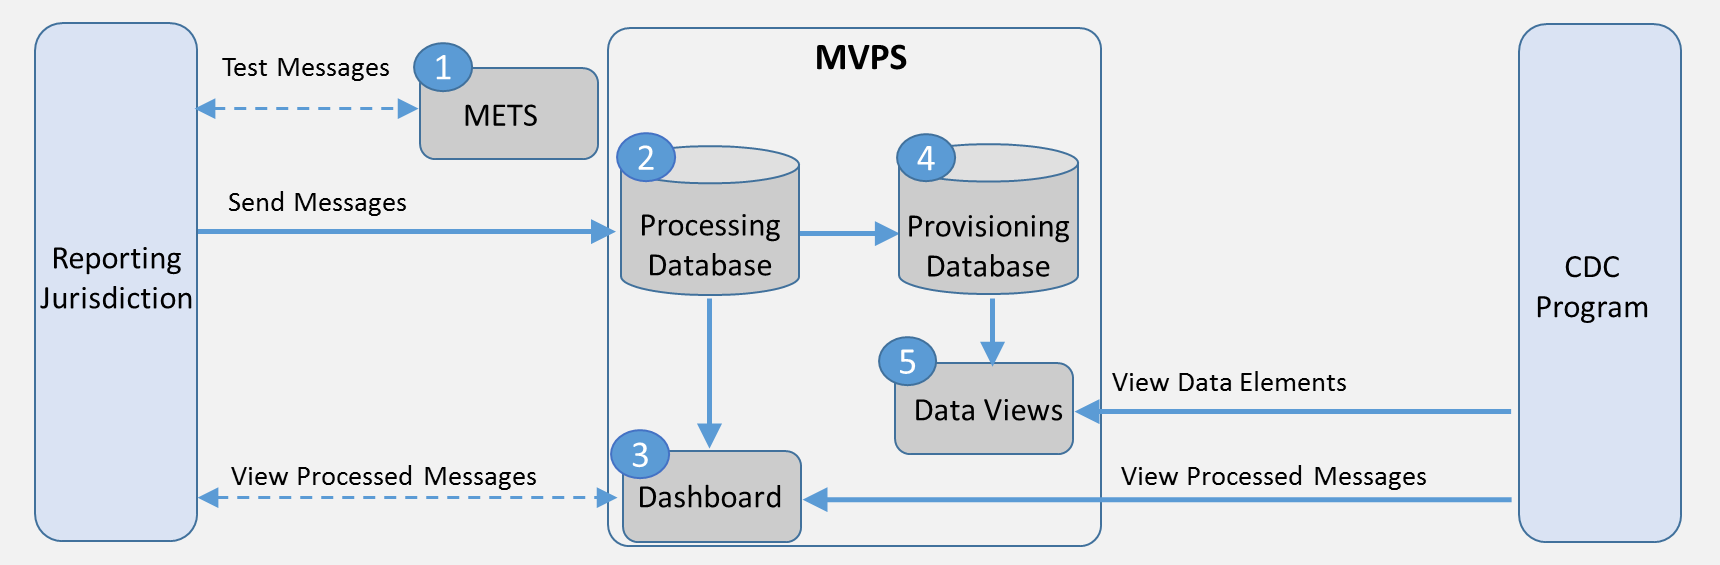 MVPS
Test Messages
1
METS
2
Processing
Database
4
Provisioning
Database
Send Messages
Reporting
Jurisdiction
CDC
Program
5
Data Views
View Data Elements
3
Dashboard
View Processed Messages
View Processed Messages